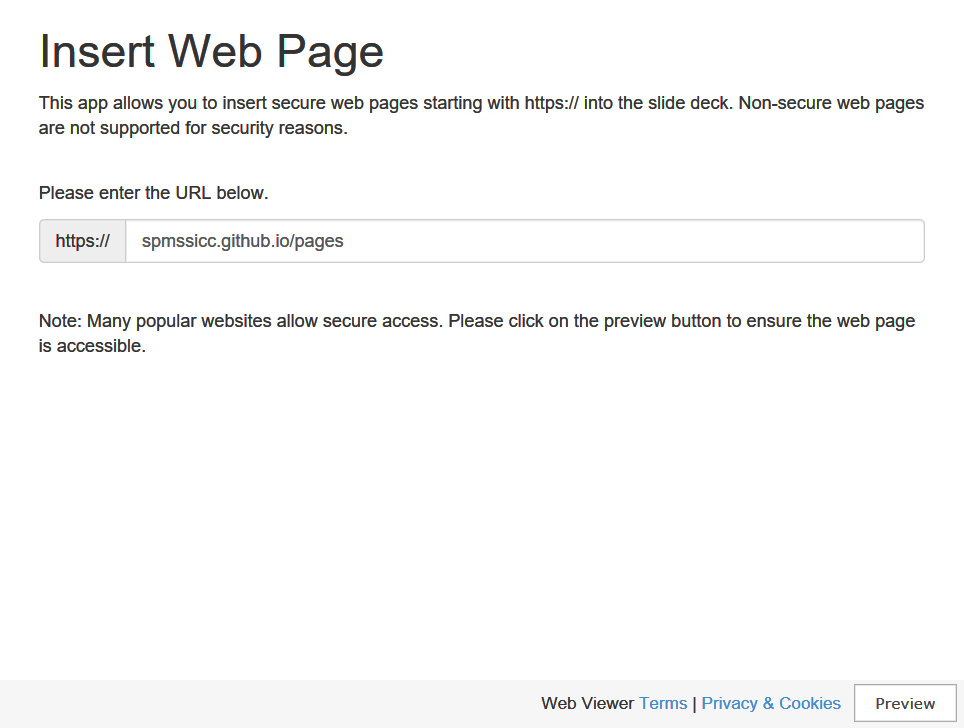 Insert Web Page
This app allows you to insert secure web pages starting with https:// into the slide deck. Non-secure web pages
are not supported for security reasons.
Please enter the URL below.
https:// spmssicc.github.io/pages
Note: Many popular websites allow secure access. Please click on the preview button to ensure the web page
is accessible.
Web Viewer Terms | Privacy & Cookies Preview